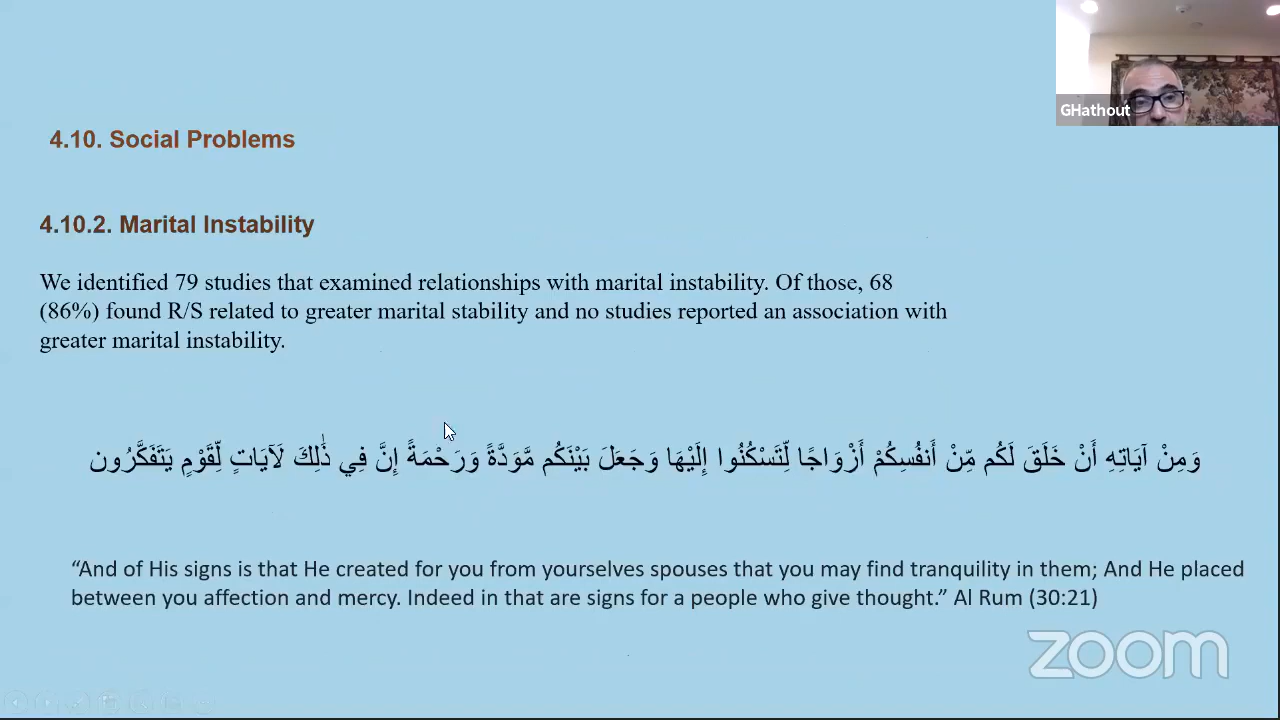 GHathout
4.10. Social Problems
4.10.2. Marital Instability
We identified 79 studies that examined relationships with marital instability. Of those, 68
(86%) found R/S related to greater marital stability and no studies reported an association with
greater marital instability.
وَمِنْ آيَاتِهِ أَنْ خَلَقَ لَكُم مِّنْ أَنفُسِكُمْ أَزْوَاجًا لِّتَسْكُنُوا إِلَيْهَا وَجَعَلَ بَيْنَكُم مَّوَدَّةً وَرَحْمَةً إِنَّ فِي ذَٰلِكَ لَآيَاتٍ لِّقَوْمٍ يَتَفَكَّرُون
“And of His signs is that He created for you from yourselves spouses that you may find tranquility in them; And He placed
between you affection and mercy. Indeed in that are signs for a people who give thought.” Al Rum (30:21)
zoom